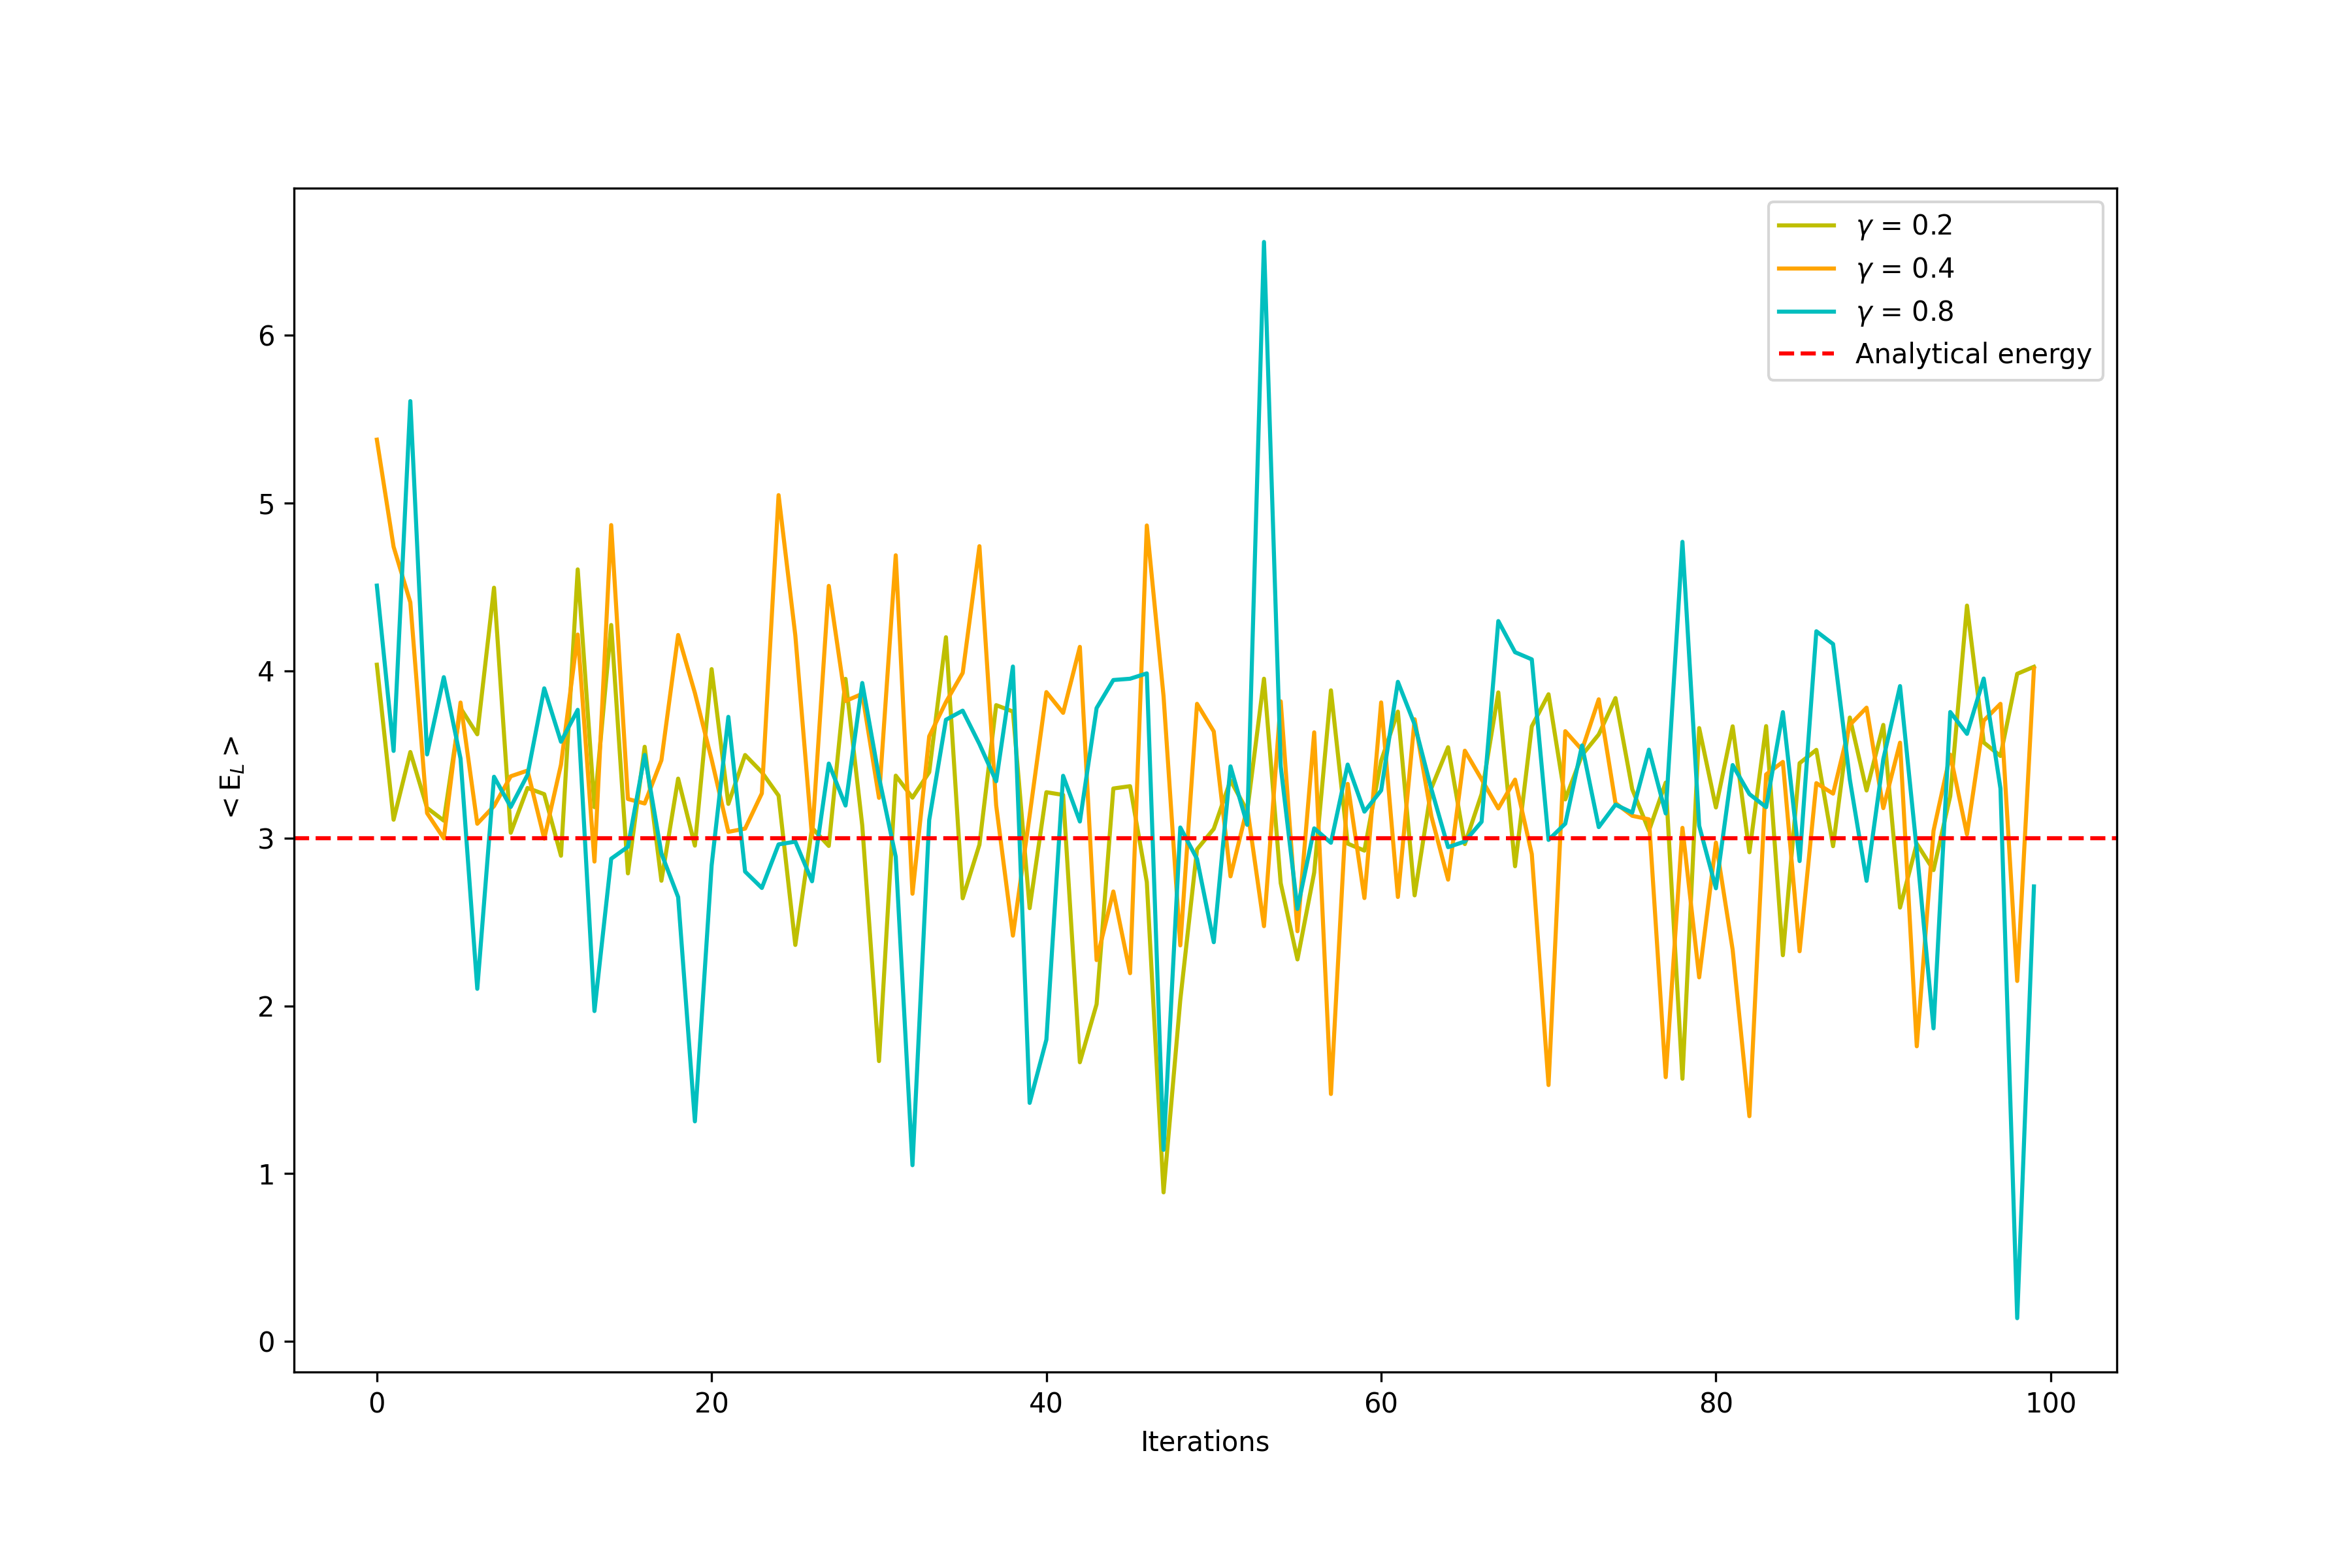 γ = 0.2
γ = 0.4
γ = 0.8
Analytical energy
6
5
4
3
2
1
0
<E_L>
0 20 40 60 80 100
Iterations